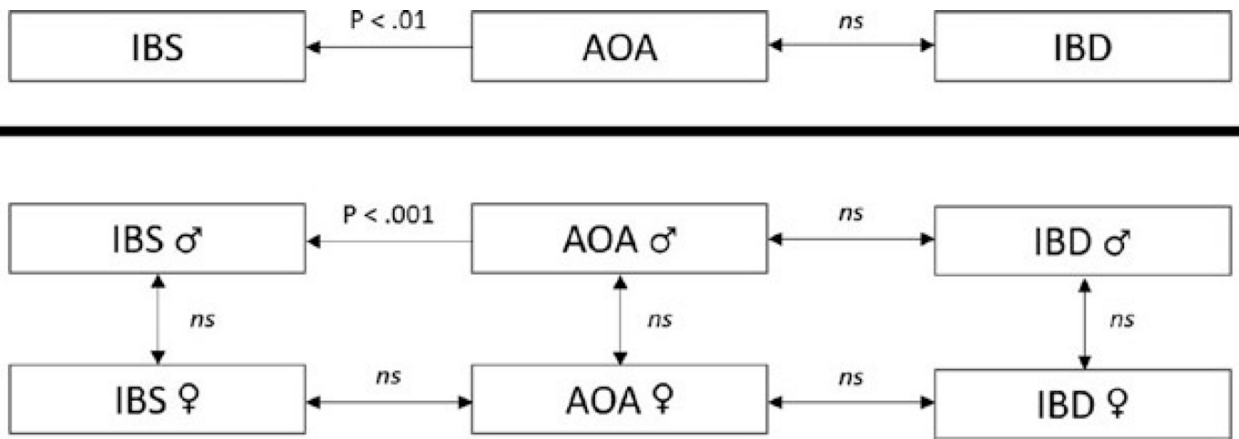 P < .01
ns
IBS
AOA
IBD
P < .001
ns
IBS ♂
AOA ♂
IBD ♂
ns
ns
ns
ns
ns
IBS ♀
AOA ♀
IBD ♀